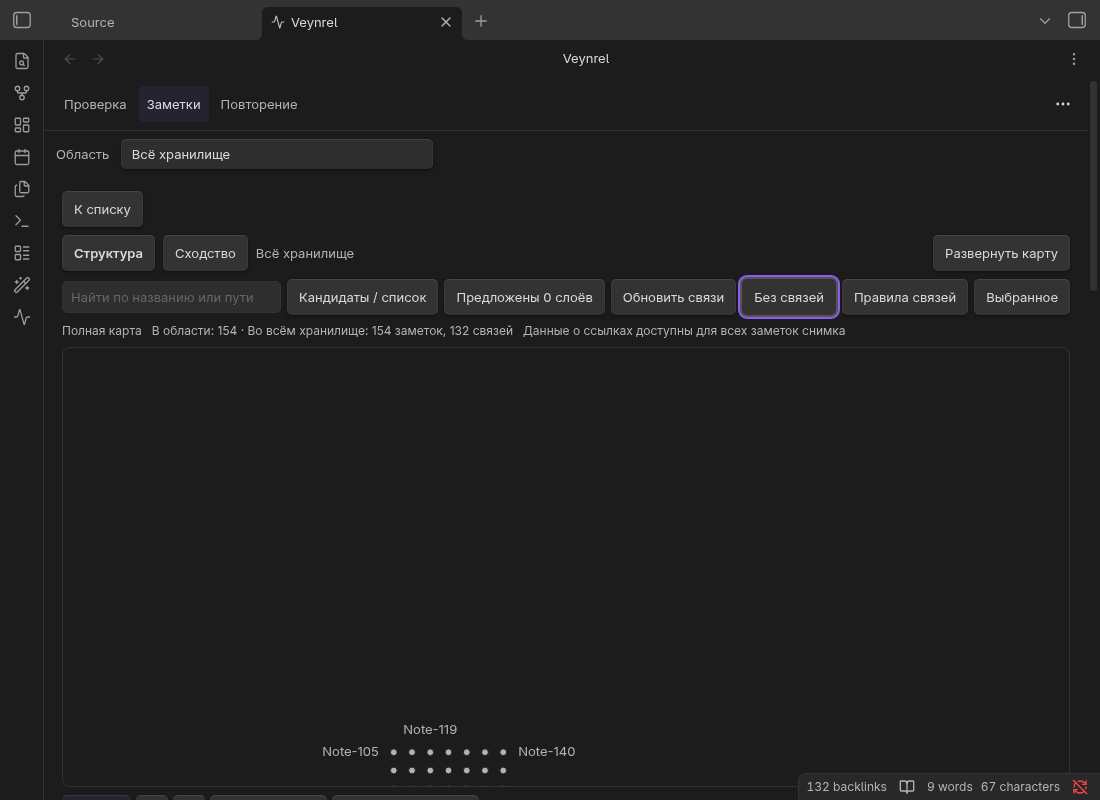 Source
Veynrel
Veynrel
Проверка Заметки Повторение
Область Всё хранилище
К списку
Структура Сходство Всё хранилище Развернуть карту
Найти по названию или пути Кандидаты / список Предложены 0 слоёв Обновить связи Без связей Правила связей Выбранное
Полная карта В области: 154 · Во всём хранилище: 154 заметок, 132 связей Данные о ссылках доступны для всех заметок снимка
Note-119
Note-105 Note-140
132 backlinks 9 words 67 characters